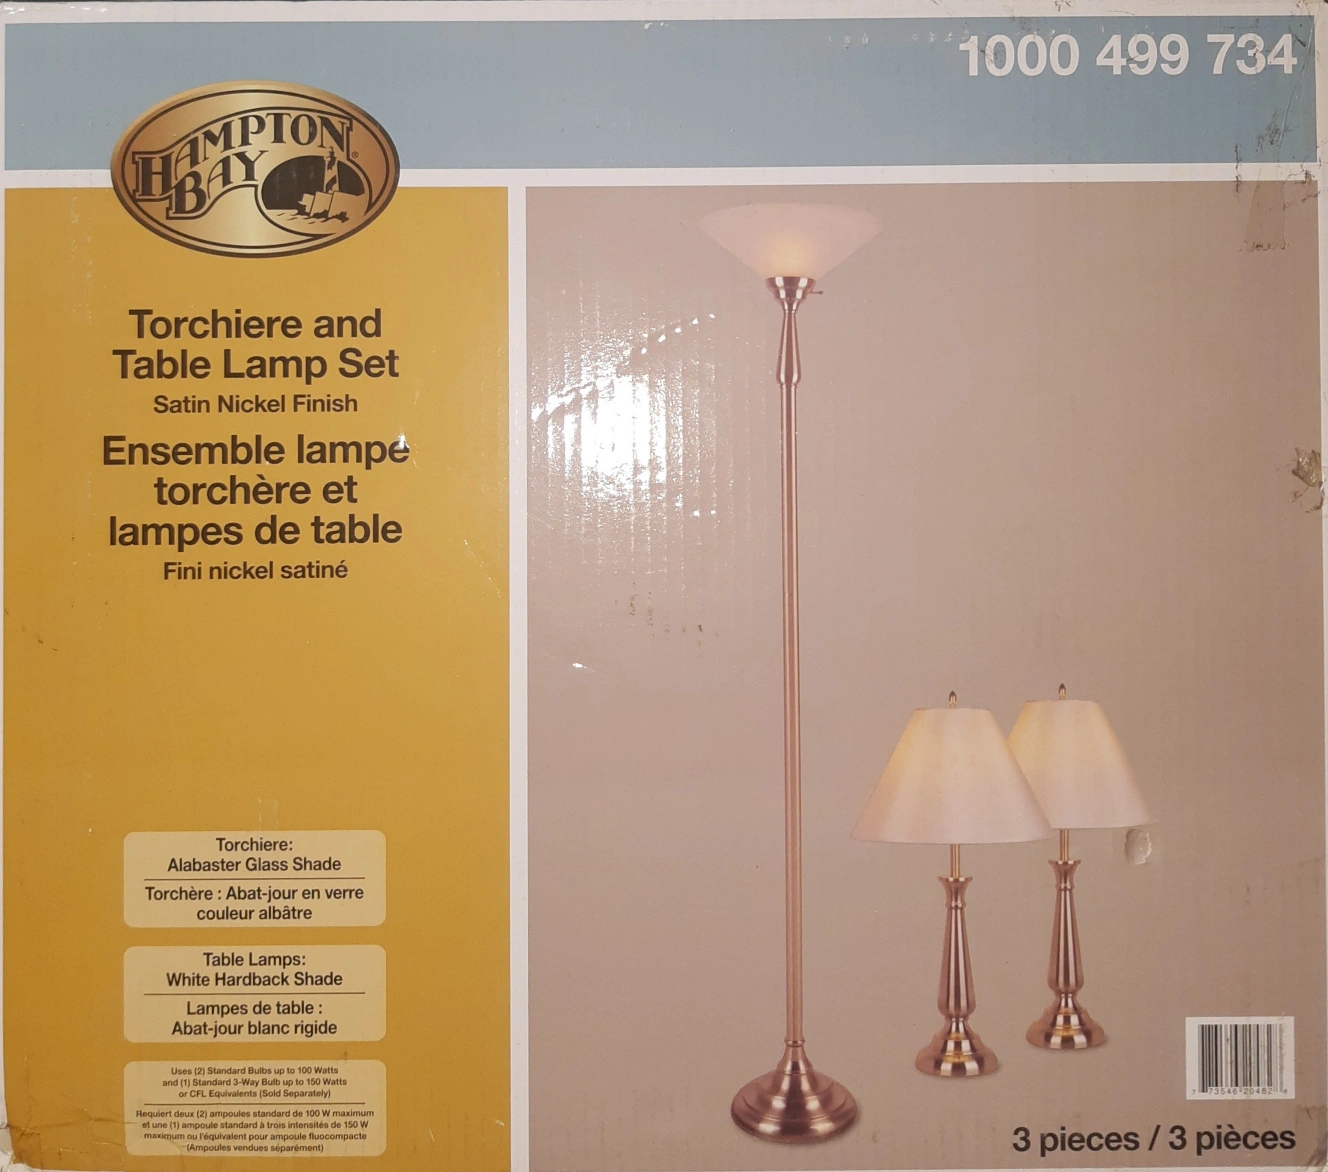 1000 499 734
HAMPTON
BAY
®
Torchiere and
Table Lamp Set
Satin Nickel Finish
Ensemble lampe
torchère et
lampes de table
Fini nickel satiné
Torchiere:
Alabaster Glass Shade
Torchère : Abat-jour en verre
couleur albâtre
Table Lamps:
White Hardback Shade
Lampes de table :
Abat-jour blanc rigide
Uses (2) Standard Bulbs up to 100 Watts
and (1) Standard 3-Way Bulb up to 150 Watts
or CFL Equivalents (Sold Separately)
Requiert deux (2) ampoules standard de 100 W maximum
et une (1) ampoule standard à trois intensités de 150 W
maximum ou l'équivalent pour ampoule fluocompacte
(Ampoules vendues séparément)
7 73546 20482
3 pieces / 3 pièces